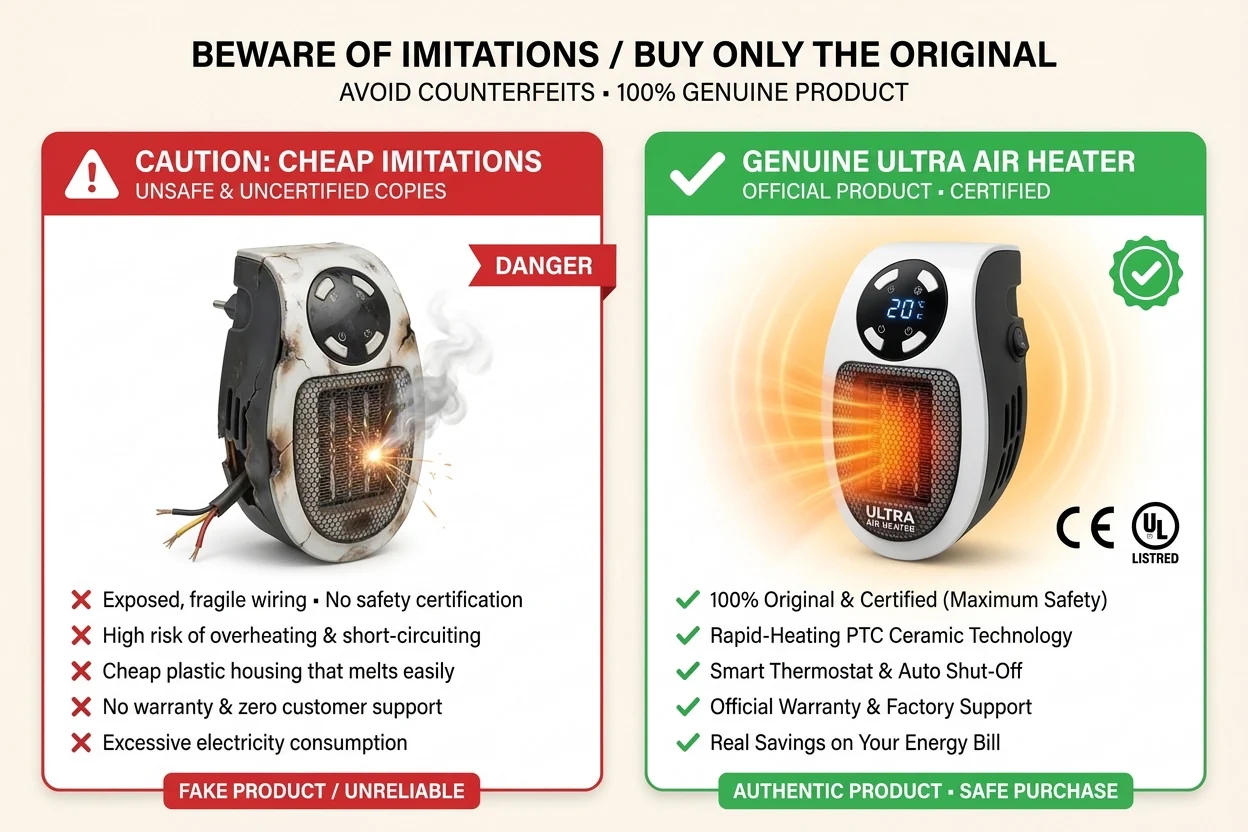 BEWARE OF IMITATIONS / BUY ONLY THE ORIGINAL
AVOID COUNTERFEITS ▪ 100% GENUINE PRODUCT
CAUTION: CHEAP IMITATIONS
UNSAFE & UNCERTIFIED COPIES
DANGER
Exposed, fragile wiring ▪ No safety certification
High risk of overheating & short-circuiting
Cheap plastic housing that melts easily
No warranty & zero customer support
Excessive electricity consumption
FAKE PRODUCT / UNRELIABLE
GENUINE ULTRA AIR HEATER
OFFICIAL PRODUCT ▪ CERTIFIED
20°C
ULTRA
AIR HEATER
CE
UL
LISTRED
100% Original & Certified (Maximum Safety)
Rapid-Heating PTC Ceramic Technology
Smart Thermostat & Auto Shut-Off
Official Warranty & Factory Support
Real Savings on Your Energy Bill
AUTHENTIC PRODUCT ▪ SAFE PURCHASE